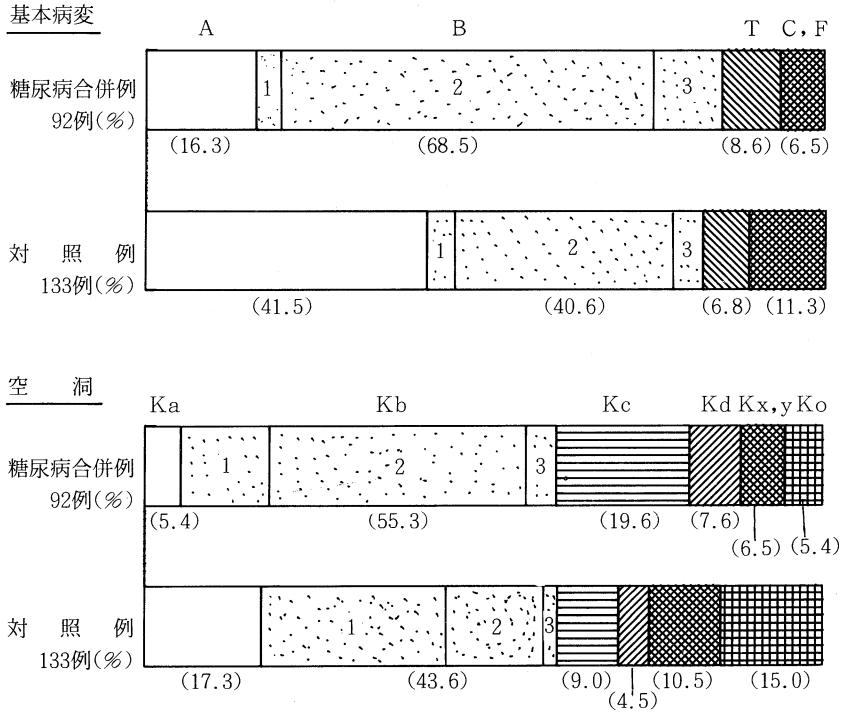 基本病変
A B T C, F
糖尿病合併例 1 2 3
92例(%)
(16.3) (68.5) (8.6) (6.5)
対照例 1 2 3
133例(%)
(41.5) (40.6) (6.8) (11.3)
空洞
Ka Kb Kc Kd Kx, y Ko
糖尿病合併例 1 2 3
92例(%)
(5.4) (55.3) (19.6) (7.6)
(6.5) (5.4)
対照例 1 2 3
133例(%)
(17.3) (43.6) (9.0) (10.5) (15.0)
(4.5)